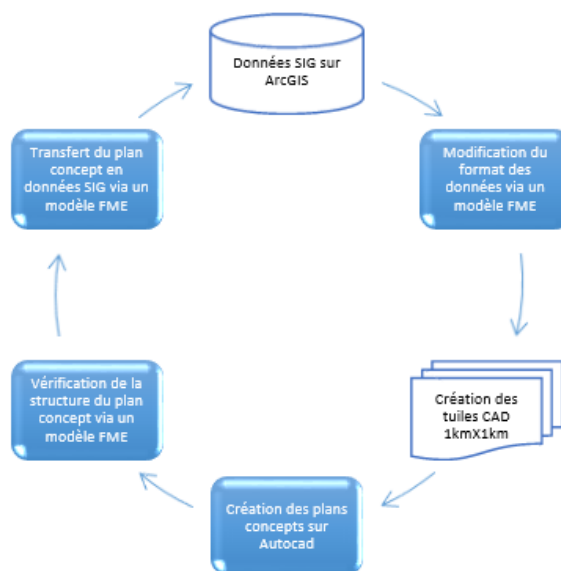 Données SIG sur
ArcGIS
Modification du
format des
données via un
modèle FME
Création des
tuiles CAD
1kmX1km
Création des plans
concepts sur
Autocad
Vérification de la
structure du plan
concept via un
modèle FME
Transfert du plan
concept en
données SIG via un
modèle FME